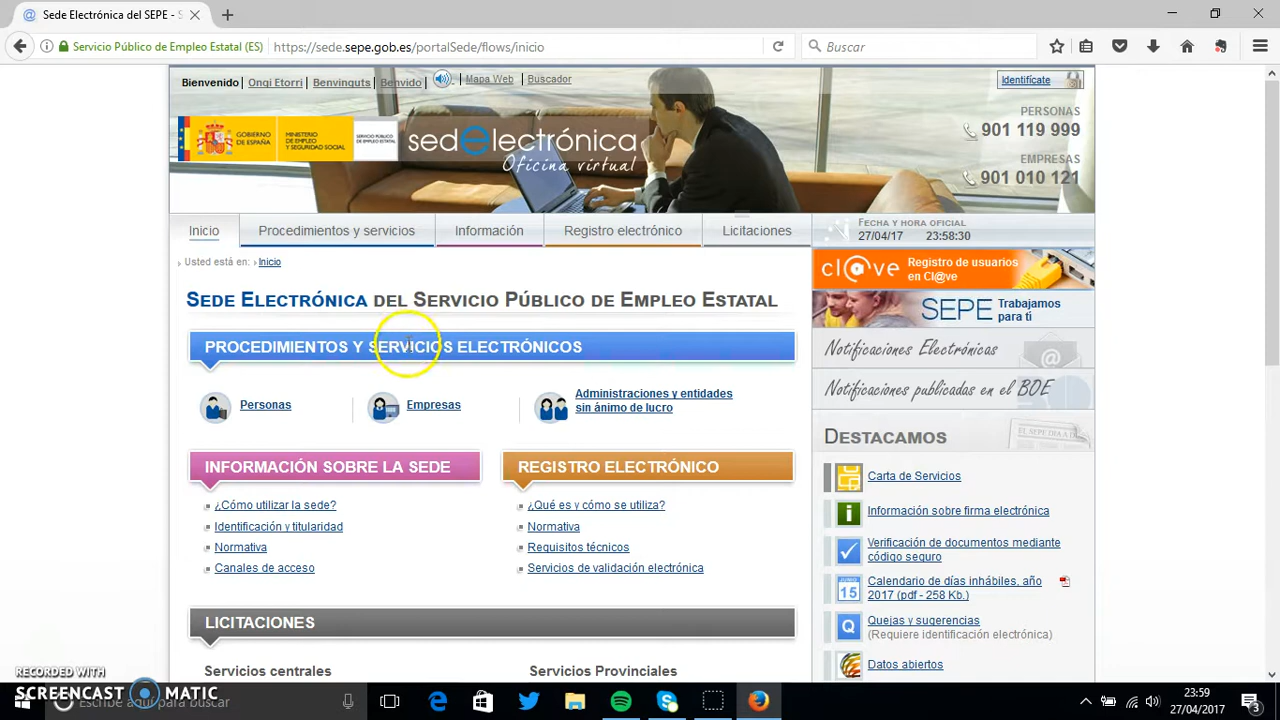 Sede Electrónica del SEPE - S
Servicio Público de Empleo Estatal (ES)
https://sede.sepe.gob.es/portalSede/flows/inicio
Buscar
Bienvenido | Ongi Etorri | Benvinguts | Benvido | | Mapa Web | Buscador
Identifícate
PERSONAS
901 119 999
EMPRESAS
901 010 121
GOBIERNO
DE ESPAÑA
MINISTERIO
DE EMPLEO
Y SEGURIDAD SOCIAL
SERVICIO PÚBLICO
DE EMPLEO ESTATAL
sedelectrónica
Oficina virtual
Inicio
Procedimientos y servicios
Información
Registro electrónico
Licitaciones
FECHA Y HORA OFICIAL
27/04/17 23:58:30
Usted está en: Inicio
SEDE ELECTRÓNICA DEL SERVICIO PÚBLICO DE EMPLEO ESTATAL
PROCEDIMIENTOS Y SERVICIOS ELECTRÓNICOS
Personas
Empresas
Administraciones y entidades
sin ánimo de lucro
INFORMACIÓN SOBRE LA SEDE
¿Cómo utilizar la sede?
Identificación y titularidad
Normativa
Canales de acceso
REGISTRO ELECTRÓNICO
¿Qué es y cómo se utiliza?
Normativa
Requisitos técnicos
Servicios de validación electrónica
LICITACIONES
Servicios centrales
Servicios Provinciales
cl@ve
Registro de usuarios
en Cl@ve
SEPE
Trabajamos
para ti
Notificaciones Electrónicas
Notificaciones publicadas en el BOE
DESTACAMOS
EL SEPE DIA A D
Carta de Servicios
Información sobre firma electrónica
Verificación de documentos mediante
código seguro
JUNIO
15
Calendario de días inhábiles, año
2017 (pdf - 258 Kb.)
Q
Quejas y sugerencias
(Requiere identificación electrónica)
Datos abiertos
RECORDED WITH
SCREENCAST MATIC
Escribe aquí para buscar
23:59
27/04/2017
3